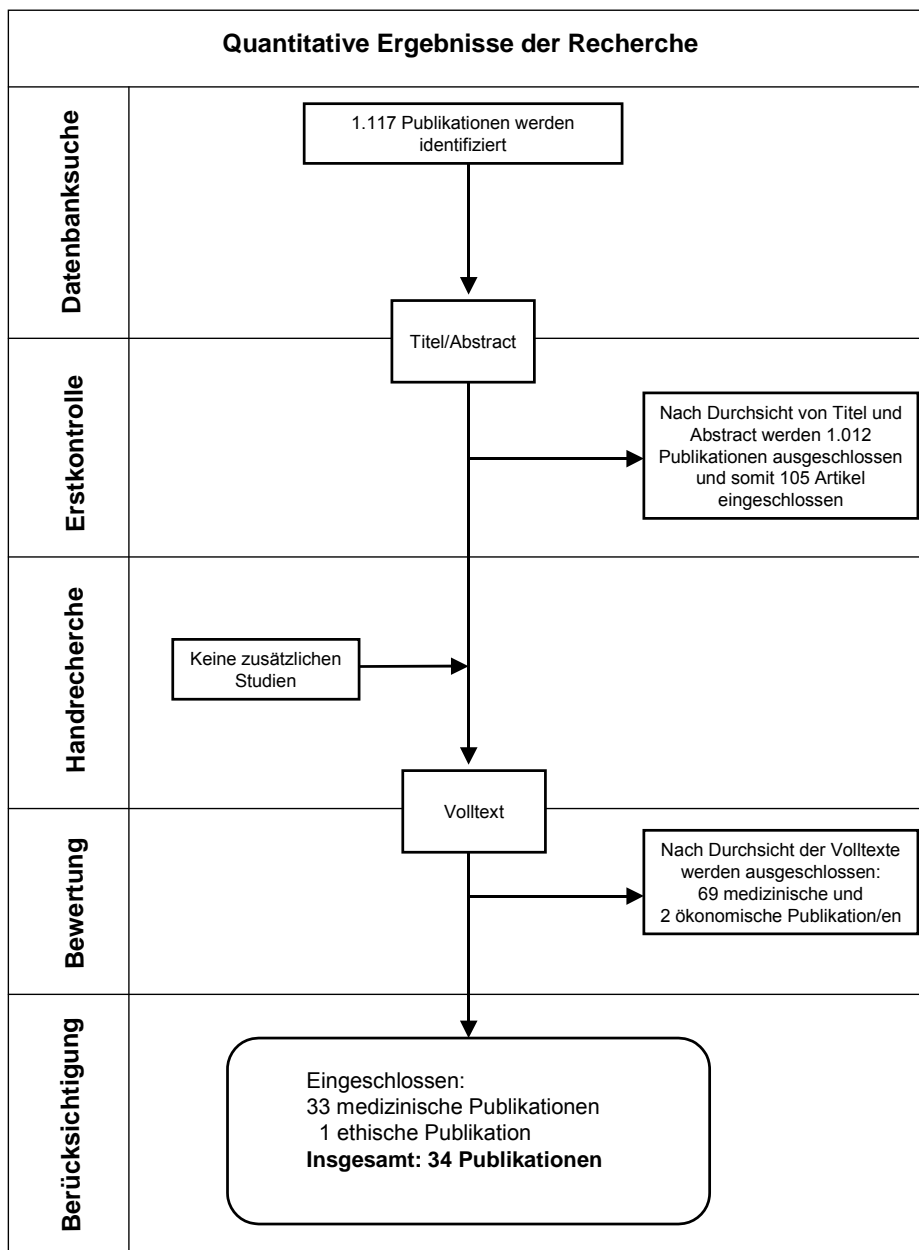 Quantitative Ergebnisse der Recherche
Datenbanksuche
1.117 Publikationen werden
identifiziert
Titel/Abstract
Erstkontrolle
Nach Durchsicht von Titel und
Abstract werden 1.012
Publikationen ausgeschlossen
und somit 105 Artikel
eingeschlossen
Handrecherche
Keine zusätzlichen
Studien
Volltext
Bewertung
Nach Durchsicht der Volltexte
werden ausgeschlossen:
69 medizinische und
2 ökonomische Publikation/en
Berücksichtigung
Eingeschlossen:
33 medizinische Publikationen
1 ethische Publikation
Insgesamt: 34 Publikationen